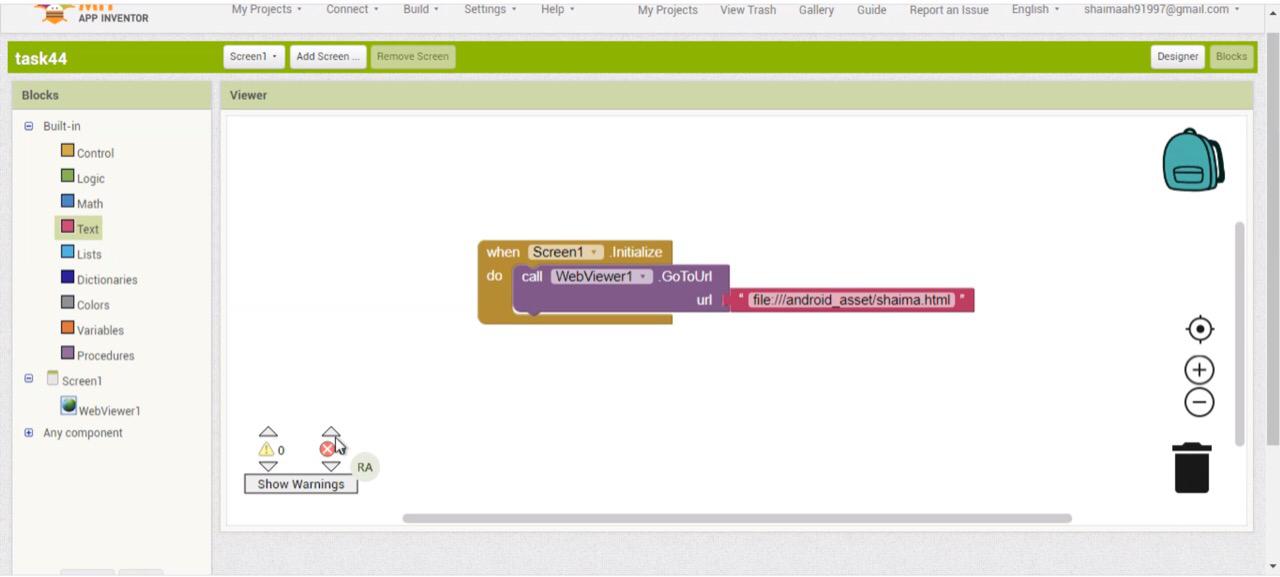 MIT
APP INVENTOR
My Projects
Connect
Build
Settings
Help
My Projects
View Trash
Gallery
Guide
Report an Issue
English
shaimaah91997@gmail.com
task44
Screen1
Add Screen ...
Remove Screen
Designer
Blocks
Blocks
Viewer
Built-in
Control
Logic
Math
Text
Lists
Dictionaries
Colors
Variables
Procedures
Screen1
WebViewer1
Any component
when Screen1 .Initialize
do call WebViewer1 .GoToUrl
url " file:///android_asset/shaima.html "
0
RA
Show Warnings